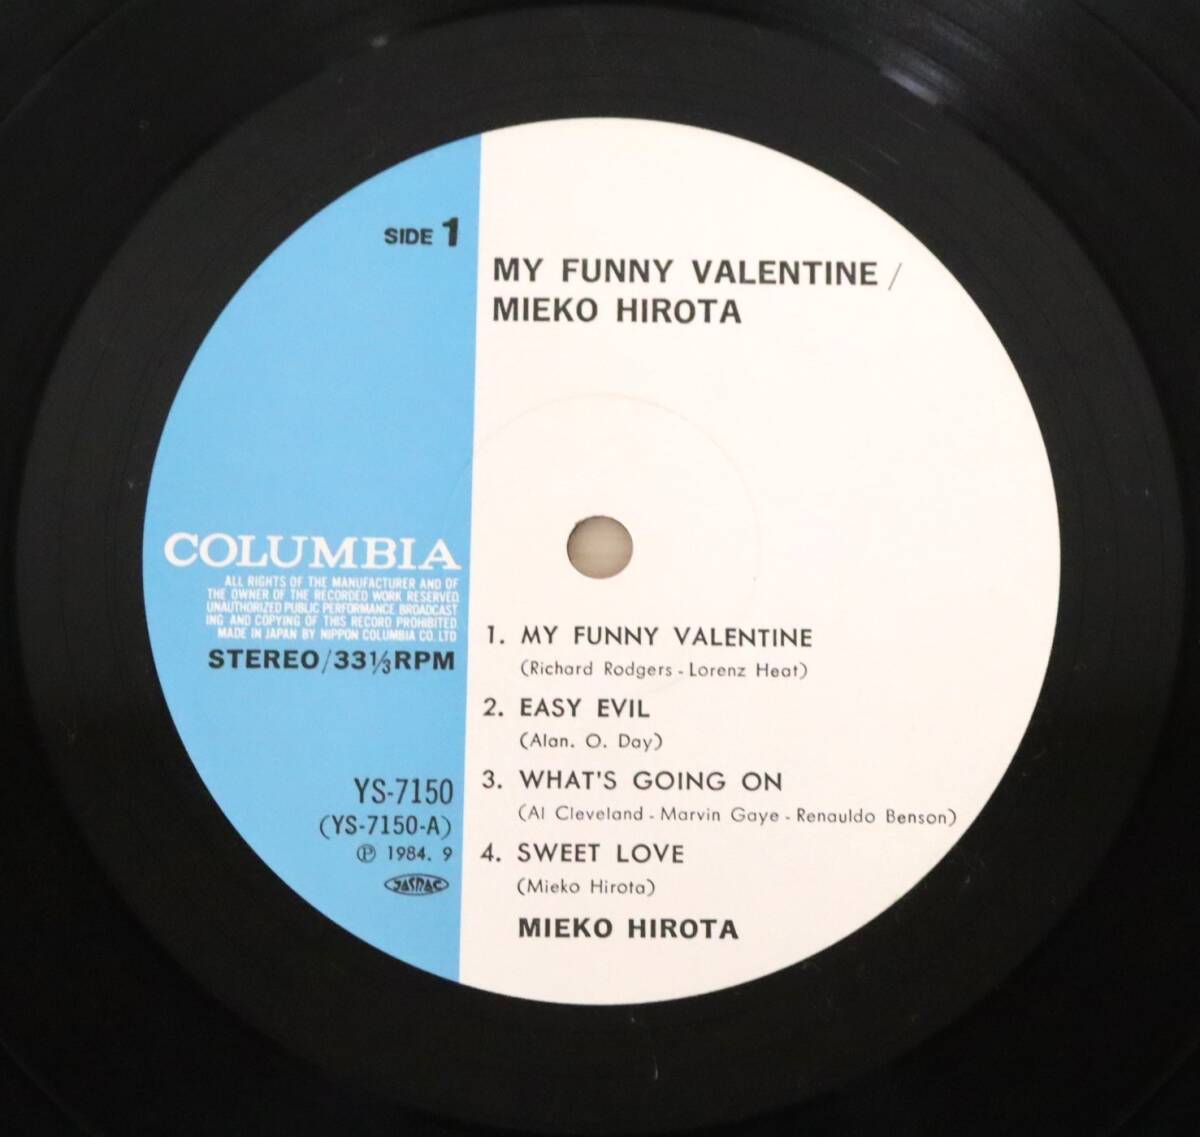 SIDE 1
MY FUNNY VALENTINE /
MIEKO HIROTA
COLUMBIA
ALL RIGHTS OF THE MANUFACTURER AND OF
THE OWNER OF THE RECORDED WORK RESERVED
UNAUTHORIZED PUBLIC PERFORMANCE BROADCAST
ING AND COPYING OF THIS RECORD PROHIBITED
MADE IN JAPAN BY NIPPON COLUMBIA CO. LTD
STEREO/33 1/3 RPM
YS-7150
(YS-7150-A)
Ⓟ 1984. 9
JASRAC
1. MY FUNNY VALENTINE
(Richard Rodgers - Lorenz Heat)
2. EASY EVIL
(Alan. O. Day)
3. WHAT'S GOING ON
(Al Cleveland - Marvin Gaye - Renauldo Benson)
4. SWEET LOVE
(Mieko Hirota)
MIEKO HIROTA